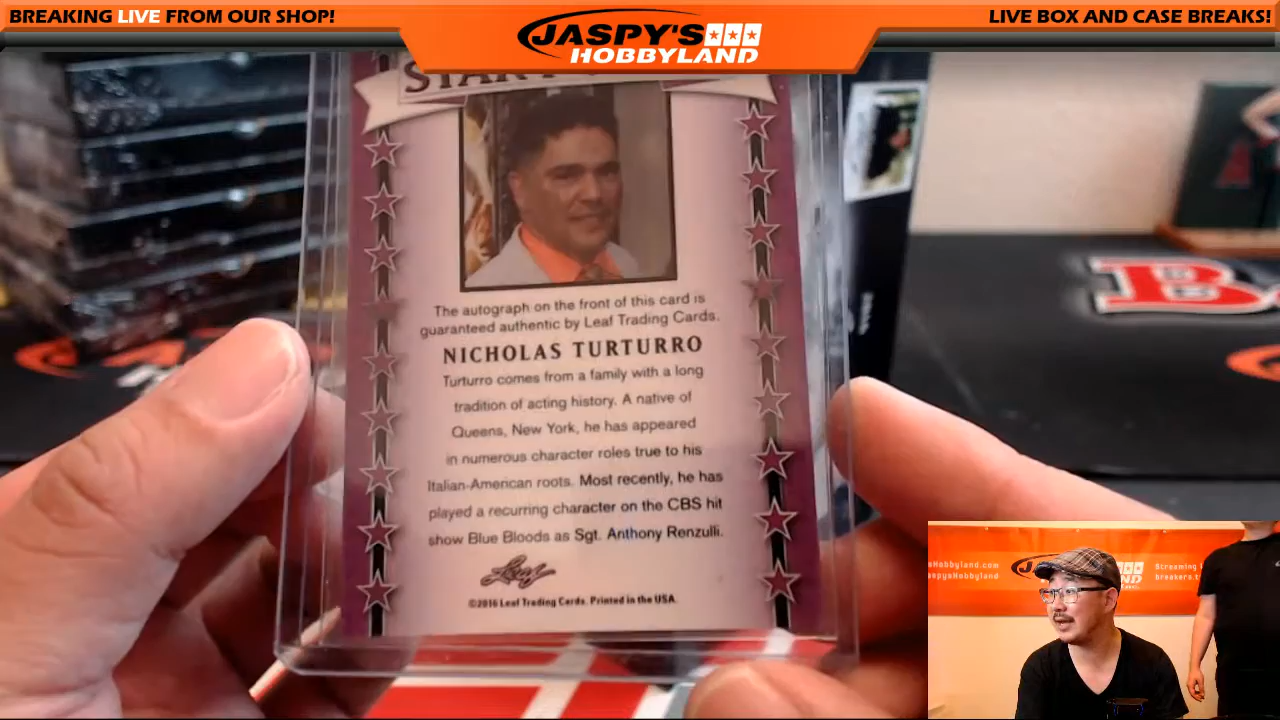 BREAKING LIVE FROM OUR SHOP!
JASPY'S
HOBBYLAND
LIVE BOX AND CASE BREAKS!
The autograph on the front of this card is
guaranteed authentic by Leaf Trading Cards.
NICHOLAS TURTURRO
Turturro comes from a family with a long
tradition of acting history. A native of
Queens, New York, he has appeared
in numerous character roles true to his
Italian-American roots. Most recently, he has
played a recurring character on the CBS hit
show Blue Bloods as Sgt. Anthony Renzulli.
Leaf
©2016 Leaf Trading Cards. Printed in the USA.
B
A